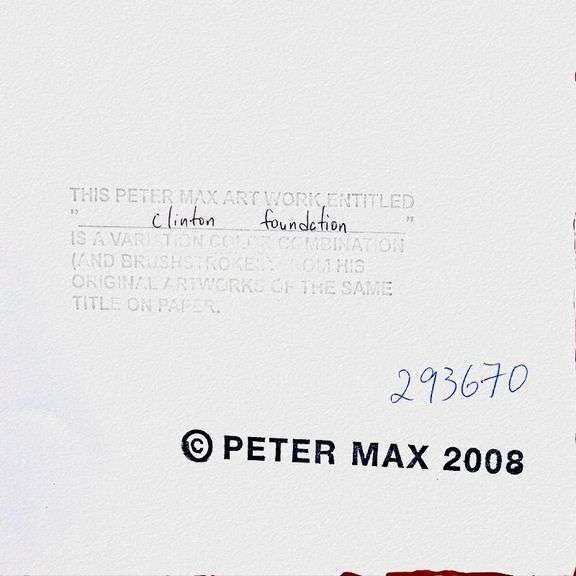 THIS PETER MAX ART WORK ENTITLED
" clinton foundation "
IS A VARIATION COLOR COMBINATION
(AND BRUSHSTROKES) FROM HIS
ORIGINAL ARTWORKS OF THE SAME
TITLE ON PAPER.
293670
© PETER MAX 2008